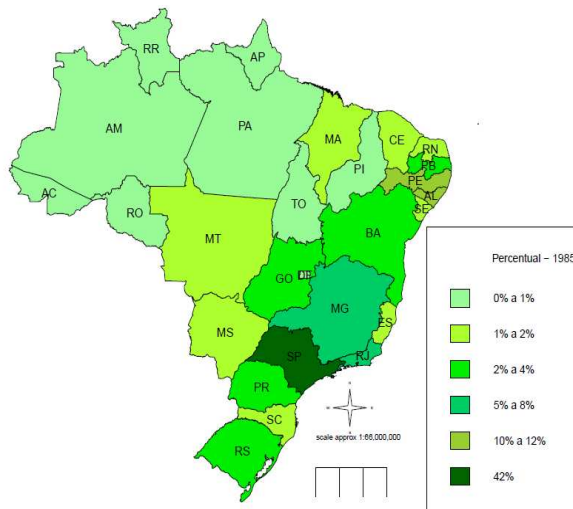 RR
AP
AM
PA
MA
CE
RN
PB
PI
PE
AL
SE
AC
RO
TO
MT
BA
GO
DF
MG
ES
MS
SP
RJ
PR
SC
RS
scale approx 1:66,000,000
Percentual – 1985
0% a 1%
1% a 2%
2% a 4%
5% a 8%
10% a 12%
42%